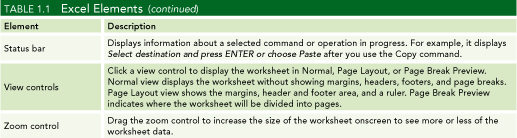 TABLE 1.1 Excel Elements (continued)
Element Description
Status bar Displays information about a selected command or operation in progress. For example, it displays
Select destination and press ENTER or choose Paste after you use the Copy command.
View controls Click a view control to display the worksheet in Normal, Page Layout, or Page Break Preview.
Normal view displays the worksheet without showing margins, headers, footers, and page breaks.
Page Layout view shows the margins, header and footer area, and a ruler. Page Break Preview
indicates where the worksheet will be divided into pages.
Zoom control Drag the zoom control to increase the size of the worksheet onscreen to see more or less of the
worksheet data.